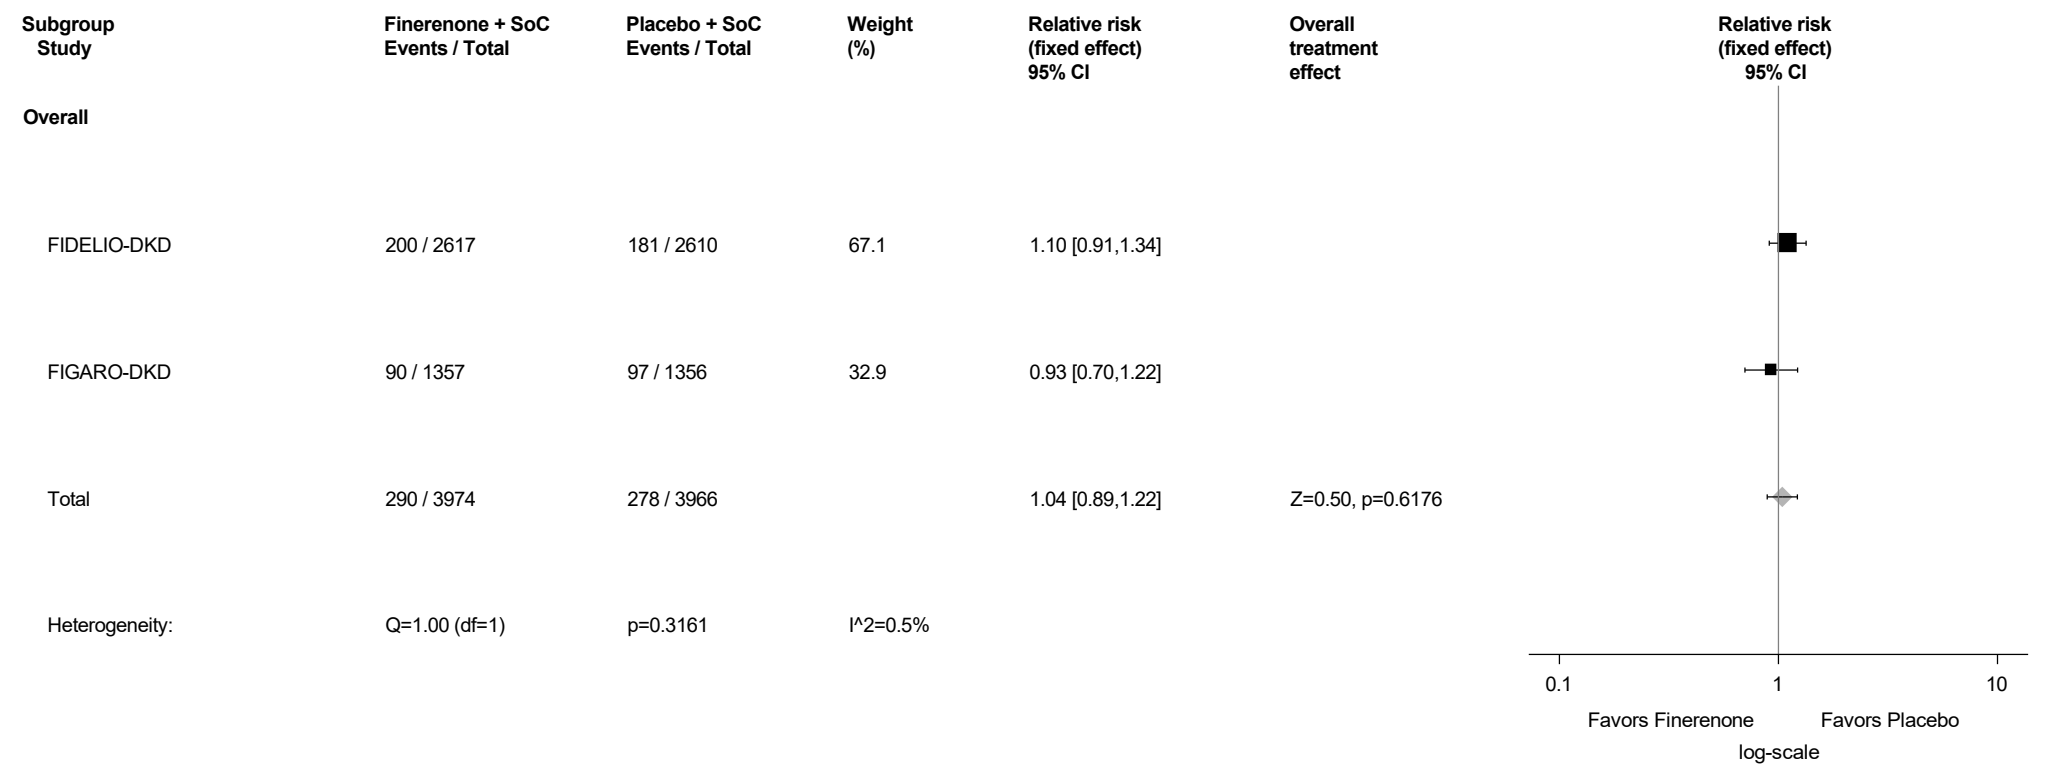 Subgroup Finerenone + SoC Placebo + SoC Weight Relative risk Overall Relative risk
Study Events / Total Events / Total (%) (fixed effect) treatment (fixed effect)
95% CI effect 95% CI
Overall
FIDELIO-DKD 200 / 2617 181 / 2610 67.1 1.10 [0.91,1.34]
FIGARO-DKD 90 / 1357 97 / 1356 32.9 0.93 [0.70,1.22]
Total 290 / 3974 278 / 3966 1.04 [0.89,1.22] Z=0.50, p=0.6176
Heterogeneity: Q=1.00 (df=1) p=0.3161 I^2=0.5%
0.1 1 10
Favors Finerenone Favors Placebo
log-scale